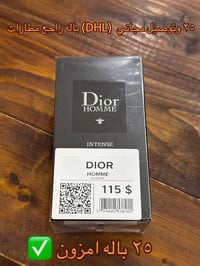 ٢٥ وتوصيل مجاني (DHL) باله راجع مطارات
Dior
HOMME
INTENSE
DIOR
HOMME
115 $
٢٥ باله امزون ✅